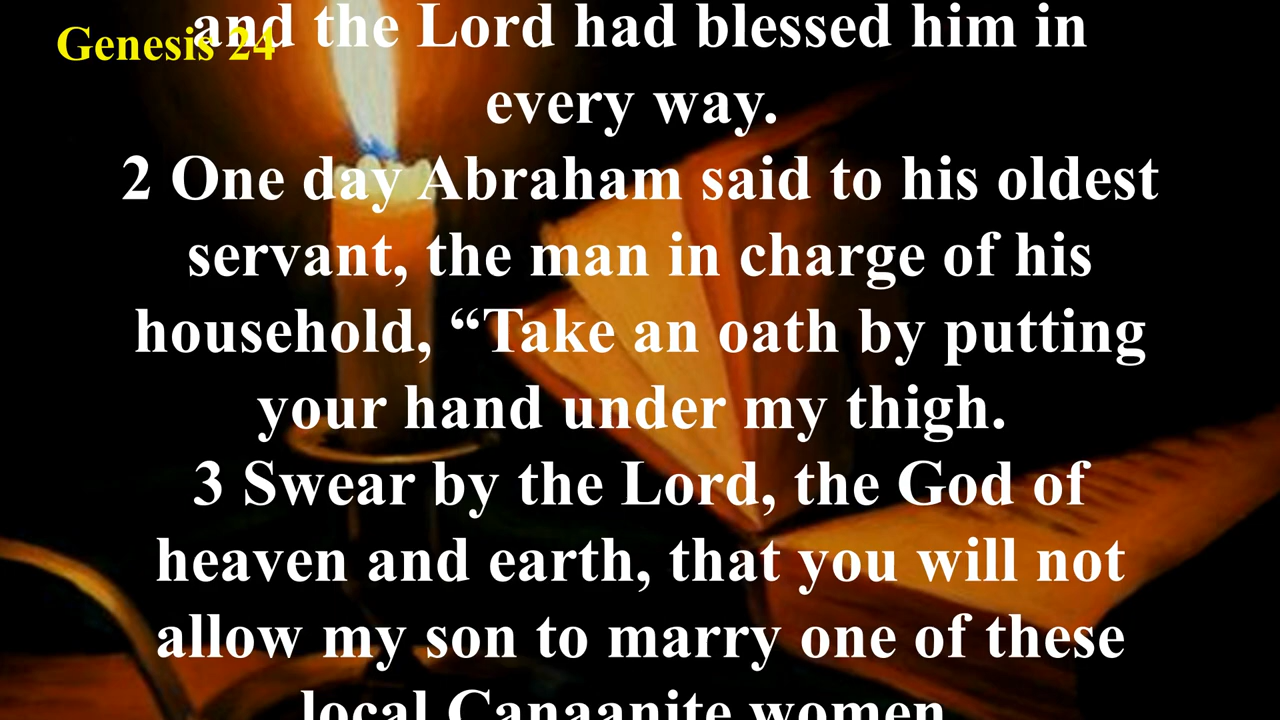 Genesis 24
and the Lord had blessed him in
every way.
2 One day Abraham said to his oldest
servant, the man in charge of his
household, “Take an oath by putting
your hand under my thigh.
3 Swear by the Lord, the God of
heaven and earth, that you will not
allow my son to marry one of these
local Canaanite women